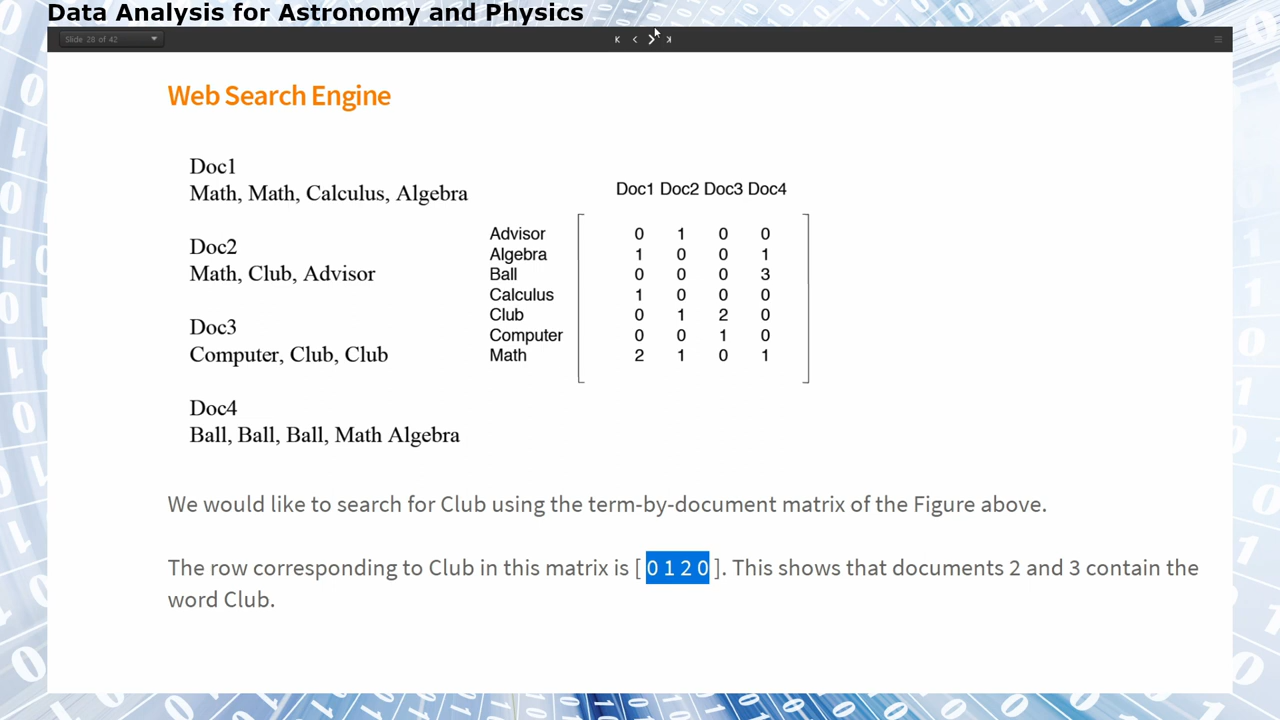 Data Analysis for Astronomy and Physics
Slide 28 of 42
Web Search Engine
Doc1
Math, Math, Calculus, Algebra
Doc2
Math, Club, Advisor
Doc3
Computer, Club, Club
Doc4
Ball, Ball, Ball, Math Algebra
Doc1 Doc2 Doc3 Doc4
Advisor 0 1 0 0
Algebra 1 0 0 1
Ball 0 0 0 3
Calculus 1 0 0 0
Club 0 1 2 0
Computer 0 0 1 0
Math 2 1 0 1
We would like to search for Club using the term-by-document matrix of the Figure above.
The row corresponding to Club in this matrix is [ 0 1 2 0 ]. This shows that documents 2 and 3 contain the
word Club.